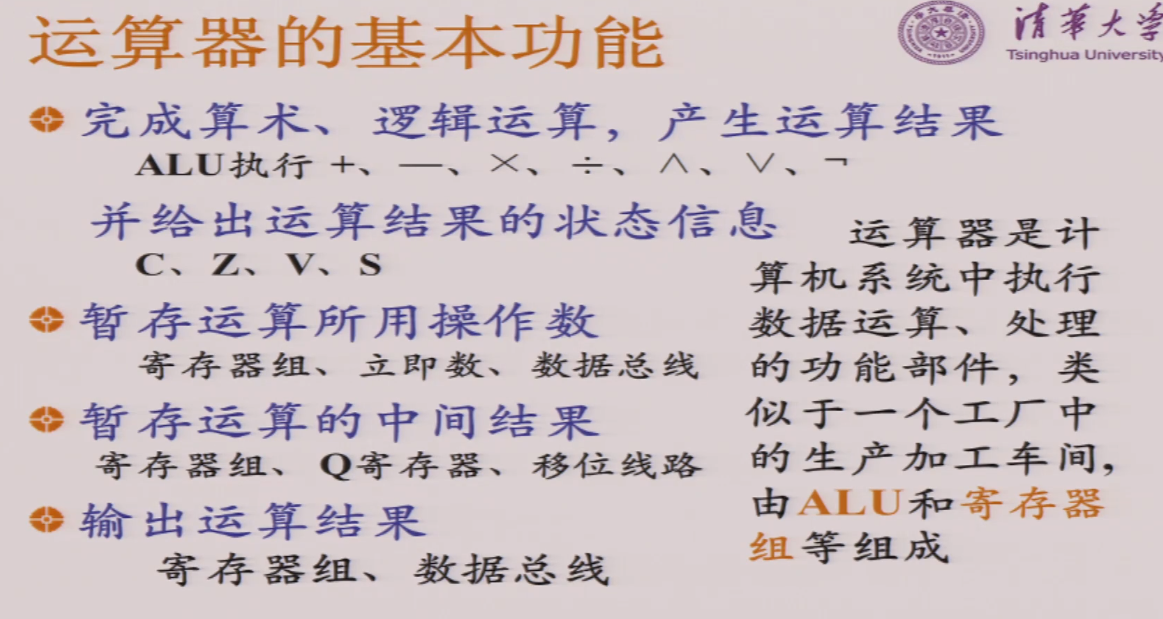 运算器的基本功能
清华大学
Tsinghua University
完成算术、逻辑运算，产生运算结果
ALU执行 +、—、×、÷、∧、∨、¬
并给出运算结果的状态信息
C、Z、V、S
暂存运算所用操作数
寄存器组、立即数、数据总线
暂存运算的中间结果
寄存器组、Q寄存器、移位线路
输出运算结果
寄存器组、数据总线
运算器是计
算机系统中执行
数据运算、处理
的功能部件，类
似于一个工厂中
的生产加工车间，
由ALU和寄存器
组等组成